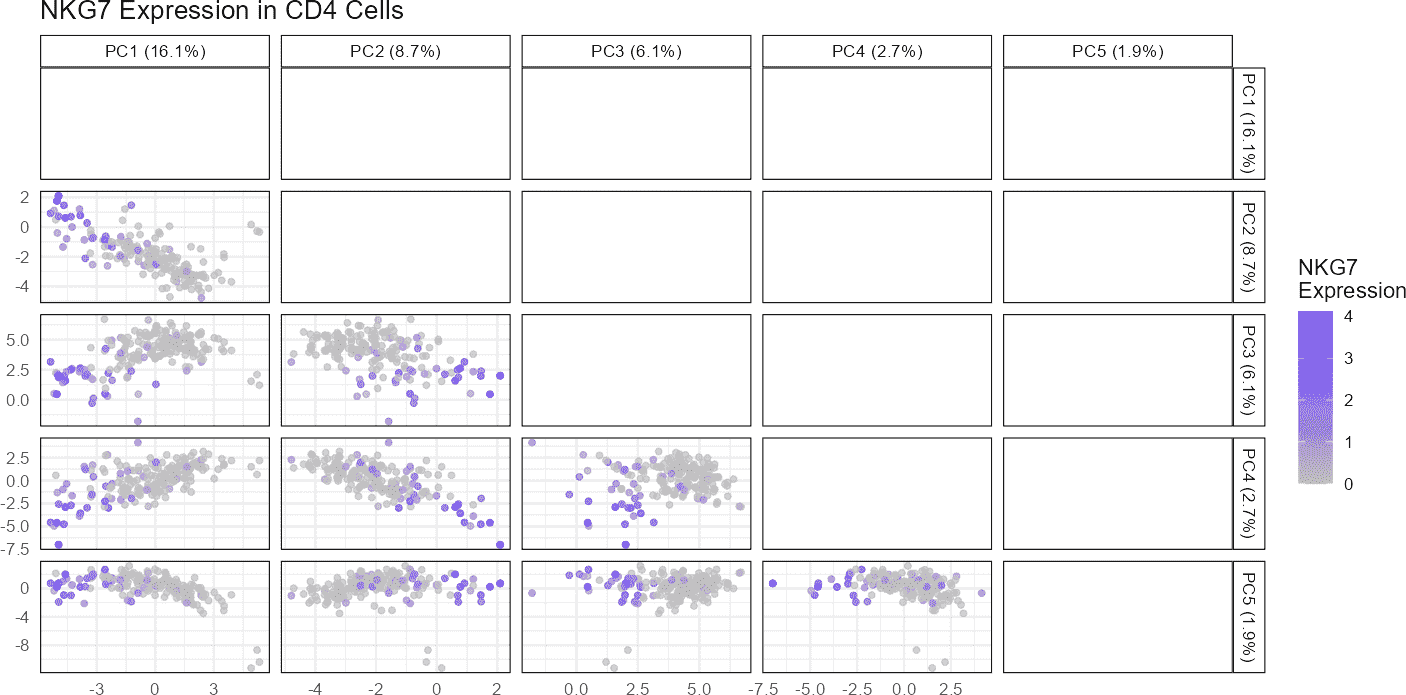 NKG7 Expression in CD4 Cells
PC1 (16.1%) PC2 (8.7%) PC3 (6.1%) PC4 (2.7%) PC5 (1.9%)
PC1 (16.1%)
2
0
-2
-4
PC2 (8.7%)
NKG7
Expression
4
3
2
1
0
5.0
2.5
0.0
PC3 (6.1%)
2.5
0.0
-2.5
-5.0
-7.5
PC4 (2.7%)
0
-4
-8
PC5 (1.9%)
-3 0 3 -4 -2 0 2 0.0 2.5 5.0 -7.5 -5.0 -2.5 0.0 2.5